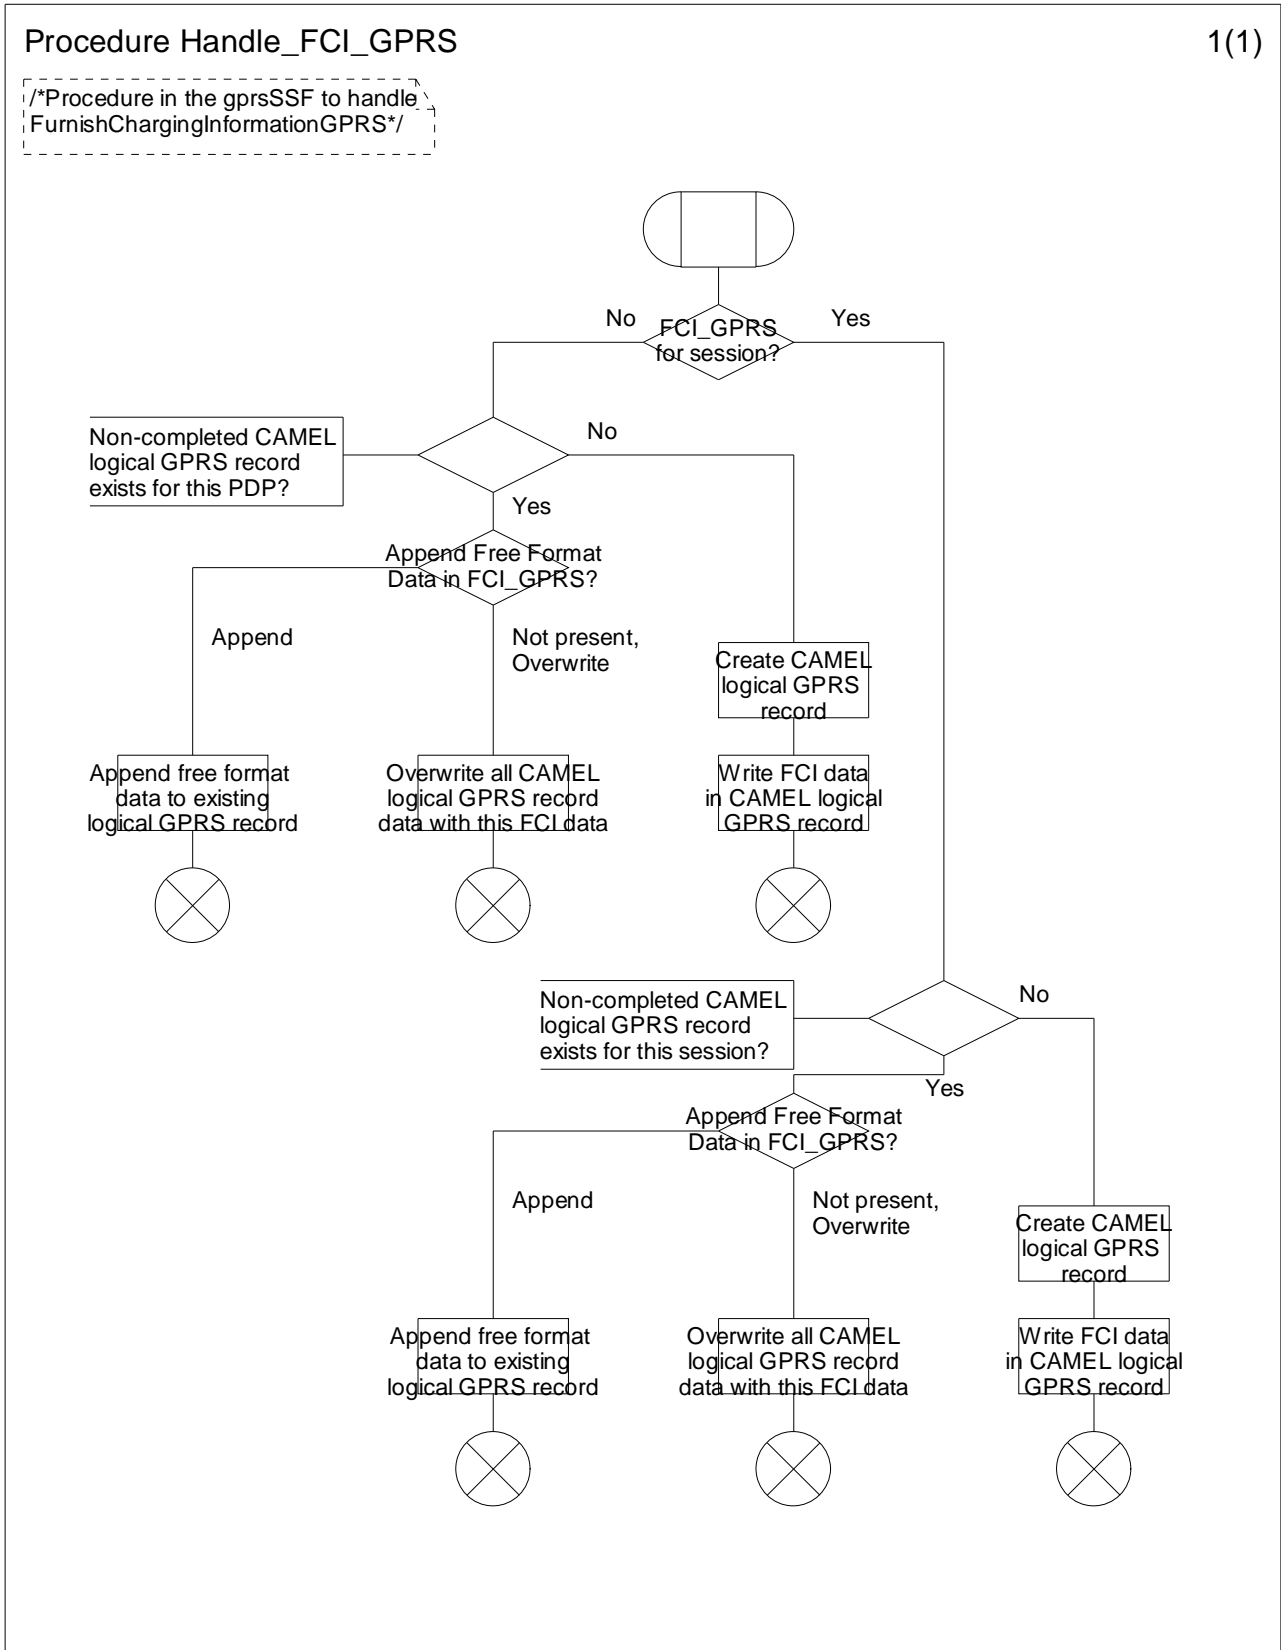 Procedure Handle_FCI_GPRS
1(1)
/*Procedure in the gprsSSF to handle
FurnishChargingInformationGPRS*/
No
FCI_GPRS
for session?
Yes
Non-completed CAMEL
logical GPRS record
exists for this PDP?
No
Yes
Append Free Format
Data in FCI_GPRS?
Append
Not present,
Overwrite
Create CAMEL
logical GPRS
record
Append free format
data to existing
logical GPRS record
Overwrite all CAMEL
logical GPRS record
data with this FCI data
Write FCI data
in CAMEL logical
GPRS record
Non-completed CAMEL
logical GPRS record
exists for this session?
No
Yes
Append Free Format
Data in FCI_GPRS?
Append
Not present,
Overwrite
Create CAMEL
logical GPRS
record
Append free format
data to existing
logical GPRS record
Overwrite all CAMEL
logical GPRS record
data with this FCI data
Write FCI data
in CAMEL logical
GPRS record